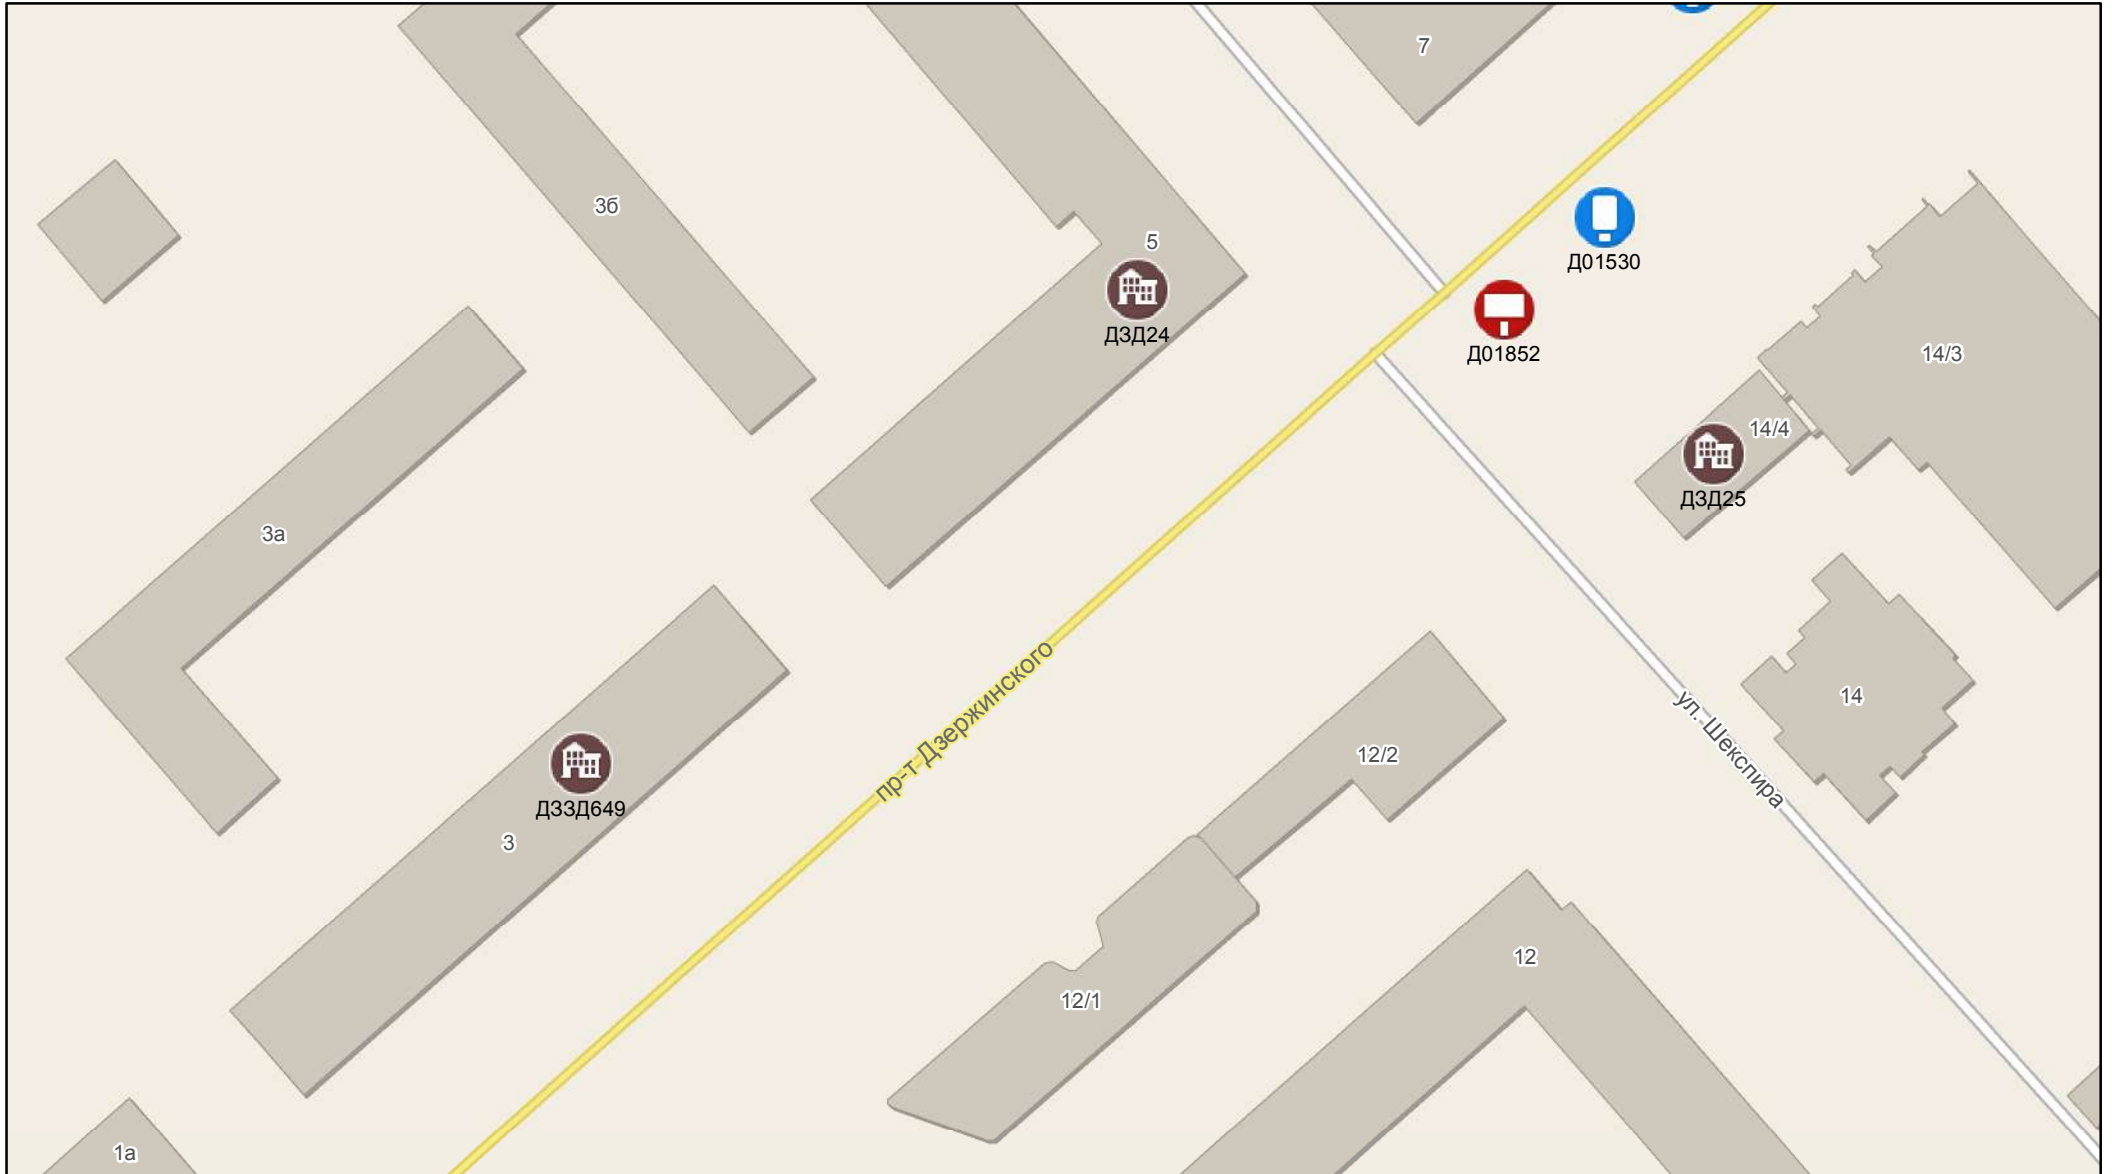 7
3б
5
Д01530
ДЗД24
Д01852
14/3
14/4
ДЗД25
3а
пр-т Дзержинского
ул. Шекспира
14
12/2
ДЗЗД649
3
12
12/1
1а